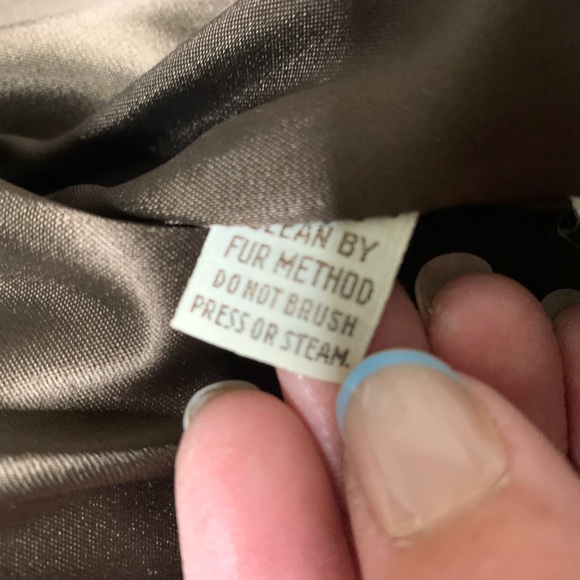 CLEAN BY
FUR METHOD
DO NOT BRUSH
PRESS OR STEAM.